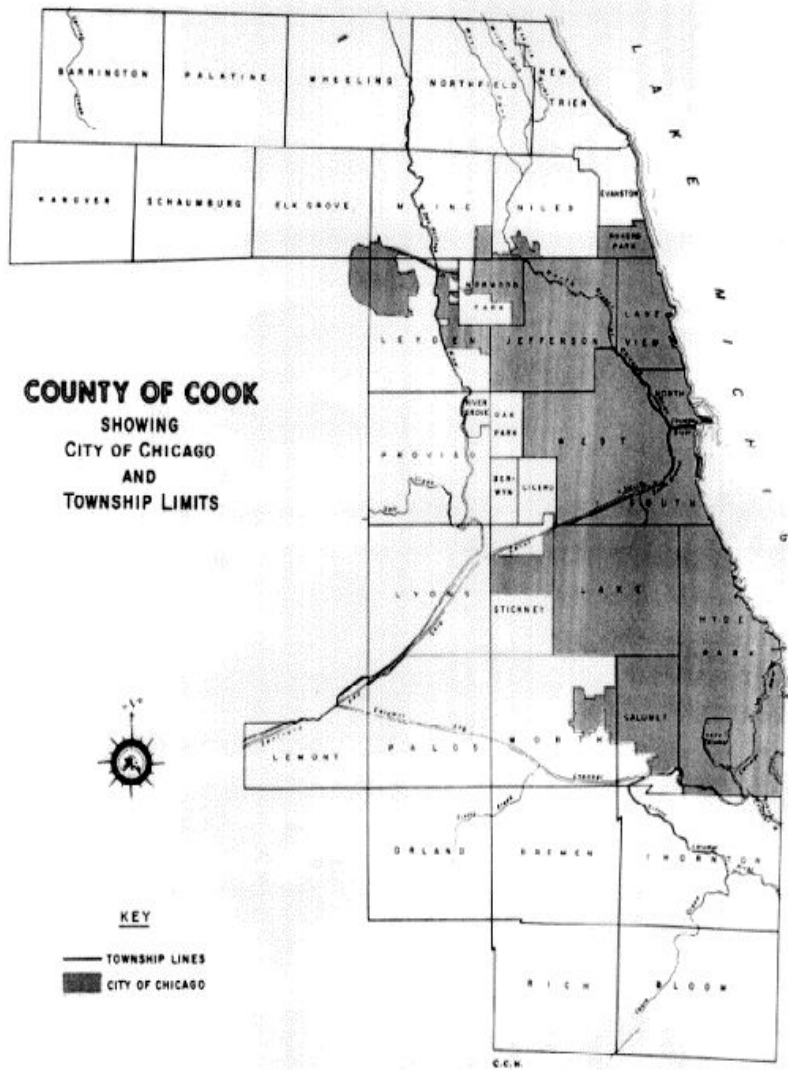 LAKE MICHIGAN
BARRINGTON
PALATINE
WHEELING
NORTHFIELD
NEW
TRIER
HANOVER
SCHAUMBURG
ELK GROVE
MAINE
NILES
EVANSTON
ROGERS
PARK
NORWOOD
PARK
LAKE
VIEW
LEYDEN
JEFFERSON
COUNTY OF COOK
SHOWING
CITY OF CHICAGO
AND
TOWNSHIP LIMITS
RIVER
GROVE
OAK
PARK
NORTH
PROVISO
WEST
BER-
WYN
CICERO
SOUTH
LYONS
STICKNEY
LAKE
HYDE
PARK
CALUMET
LEMONT
PALOS
WORTH
ORLAND
BREMEN
THORNTON
KEY
TOWNSHIP LINES
CITY OF CHICAGO
RICH
BLOOM
C.C.H.